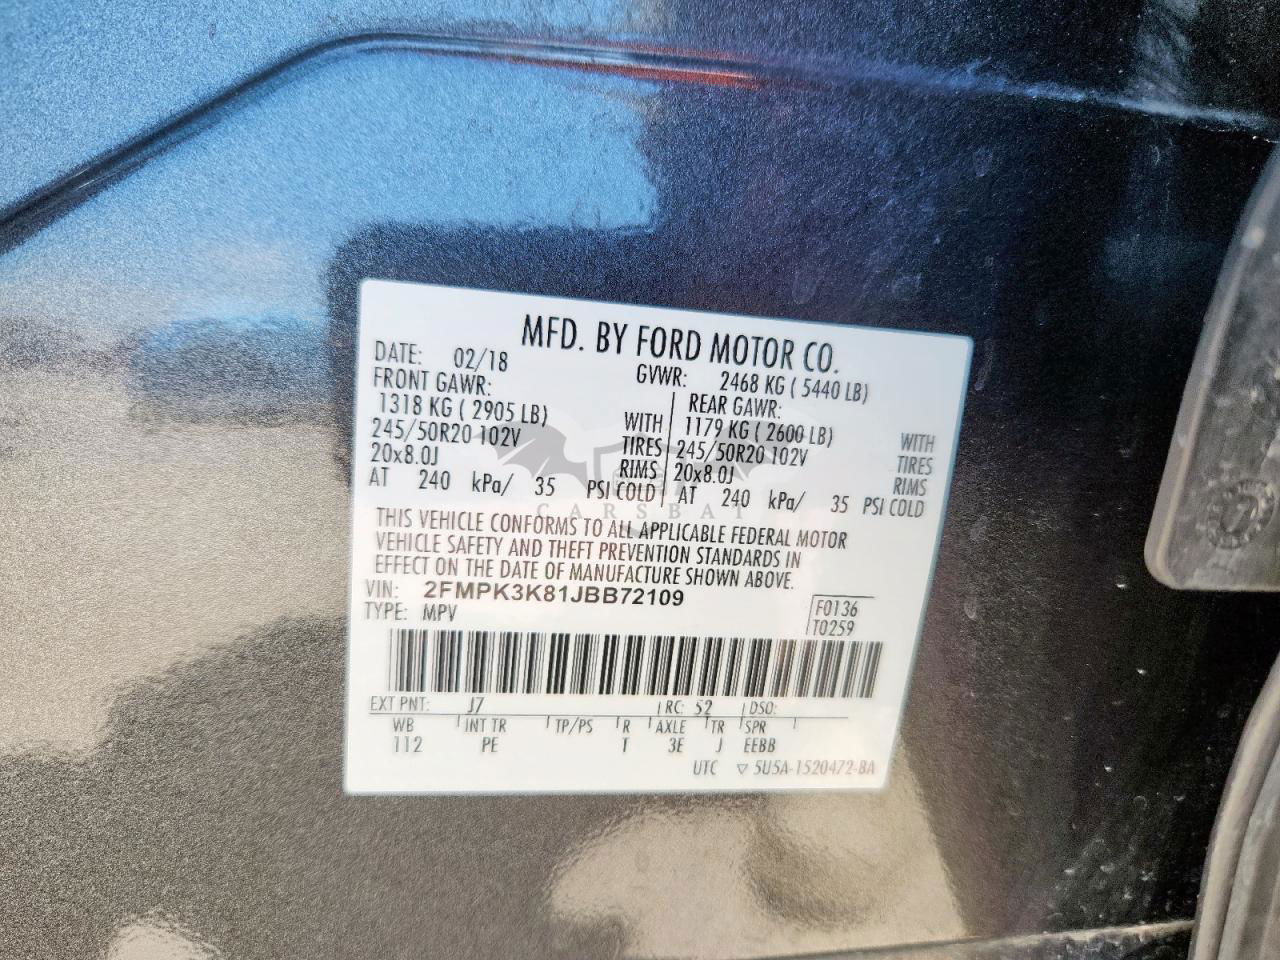 MFD. BY FORD MOTOR CO.
DATE: 02/18 GVWR: 2468 KG ( 5440 LB)
FRONT GAWR: REAR GAWR:
1318 KG ( 2905 LB) WITH 1179 KG ( 2600 LB) WITH
245/50R20 102V TIRES 245/50R20 102V TIRES
20x8.0J RIMS 20x8.0J RIMS
AT 240 kPa/ 35 PSI COLD AT 240 kPa/ 35 PSI COLD
CARSBAT
THIS VEHICLE CONFORMS TO ALL APPLICABLE FEDERAL MOTOR
VEHICLE SAFETY AND THEFT PREVENTION STANDARDS IN
EFFECT ON THE DATE OF MANUFACTURE SHOWN ABOVE.
VIN: 2FMPK3K81JBB72109
TYPE: MPV
F0136
T0259
EXT PNT: J7 RC: 52 DSO:
WB INT TR TP/PS R AXLE TR SPR
112 PE T 3E J EEBB
UTC ▽ 5U5A-1520472-BA